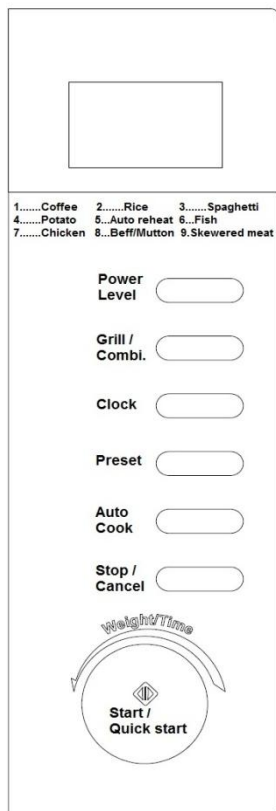 1.......Coffee 2.......Rice 3.......Spaghetti
4.......Potato 5...Auto reheat 6...Fish
7.......Chicken 8...Beff/Mutton 9.Skewered meat
Power
Level
Grill /
Combi.
Clock
Preset
Auto
Cook
Stop /
Cancel
Weight/Time
Start /
Quick start